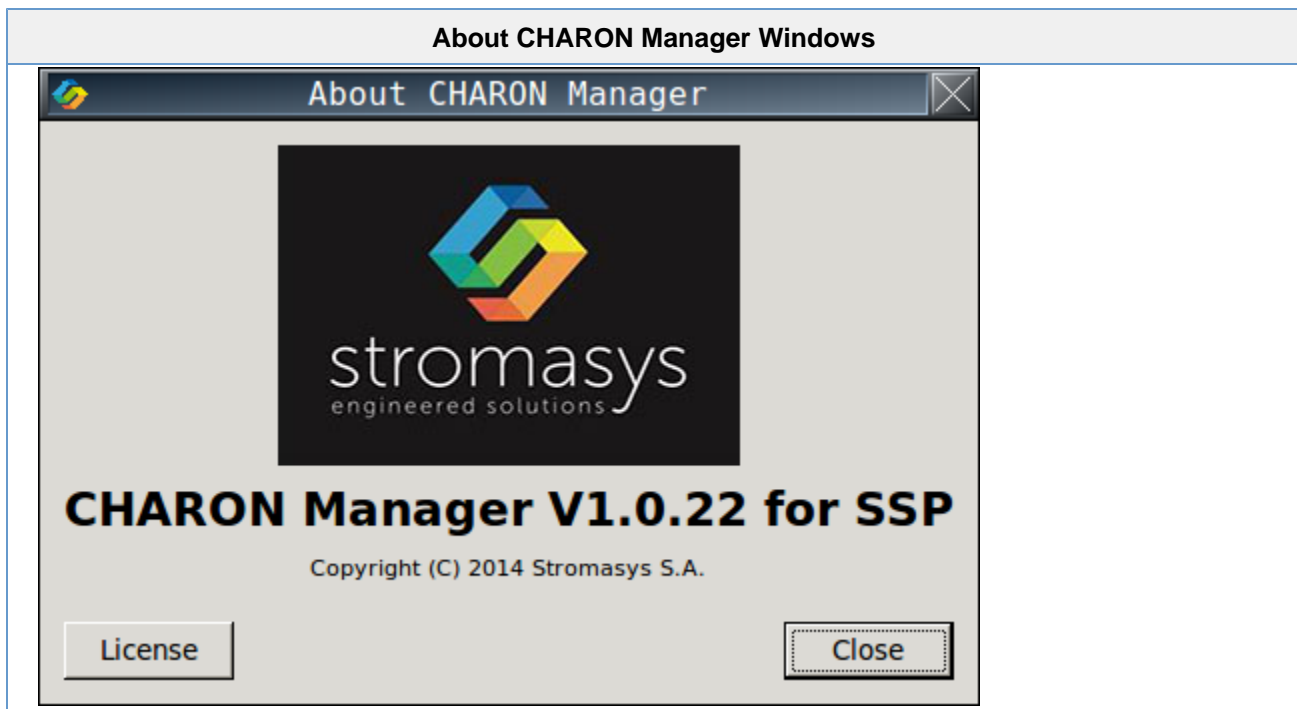 About CHARON Manager Windows
About CHARON Manager
stromasys
engineered solutions
CHARON Manager V1.0.22 for SSP
Copyright (C) 2014 Stromasys S.A.
License
Close